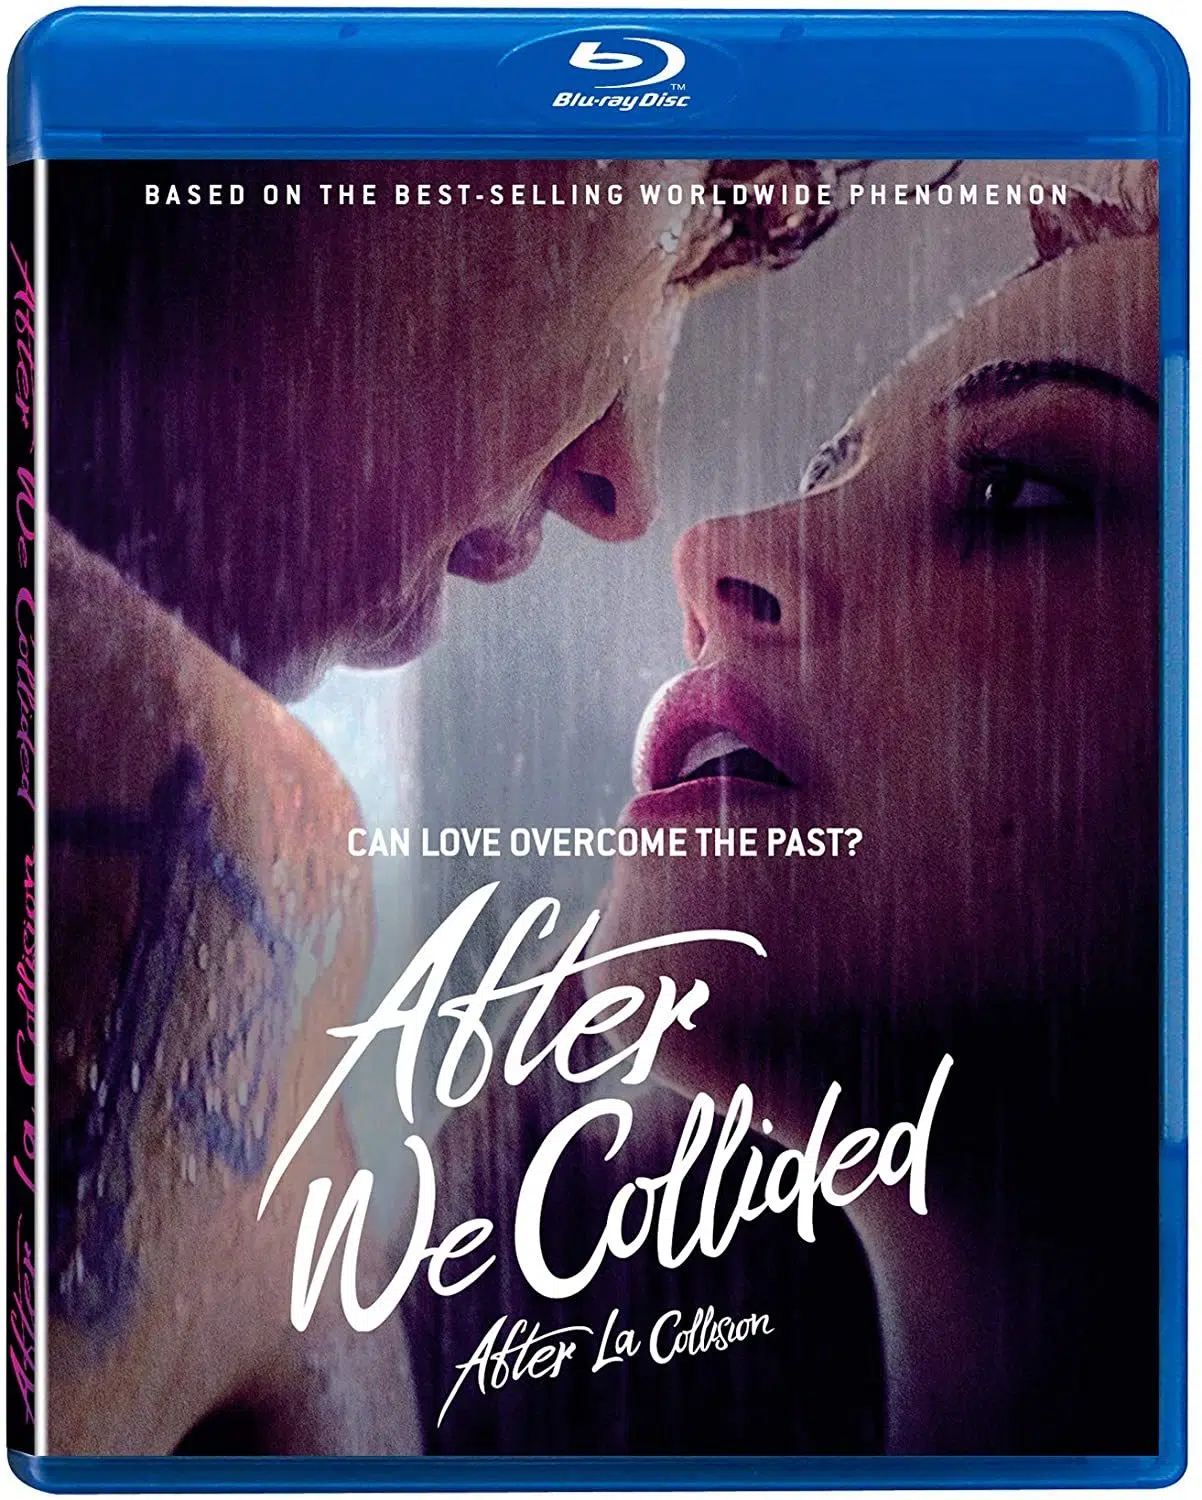 Blu-ray Disc™
BASED ON THE BEST-SELLING WORLDWIDE PHENOMENON
CAN LOVE OVERCOME THE PAST?
After
We Collided
After La Collision
After We Collided
After La Collision